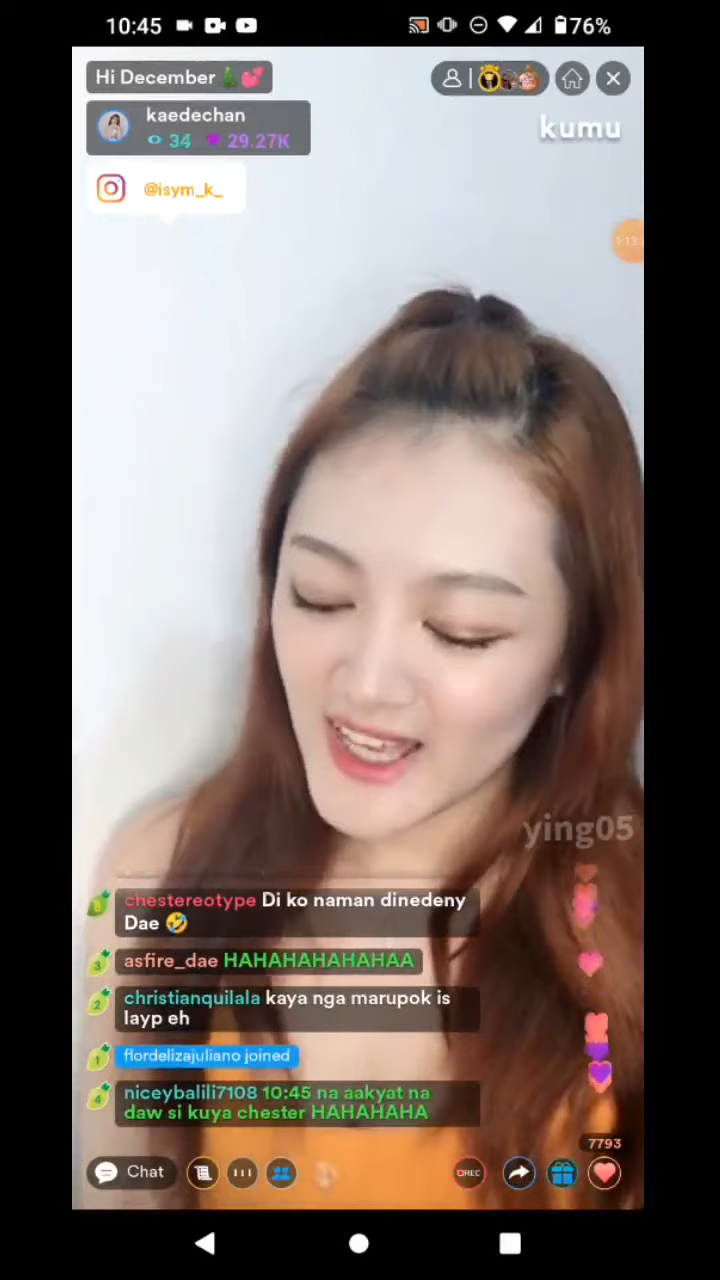 10:45
76%
Hi December🎄💕
kaedechan
34 29.27K
kumu
@isym_k_
ying05
chestereotype Di ko naman dinedeny
Dae 🤣
asfire_dae HAHAHAHAHAHAA
christianquilala kaya nga marupok is
layp eh
flordelizajuliano joined
niceybalili7108 10:45 na aakyat na
daw si kuya chester HAHAHAHA
7793
Chat
REC